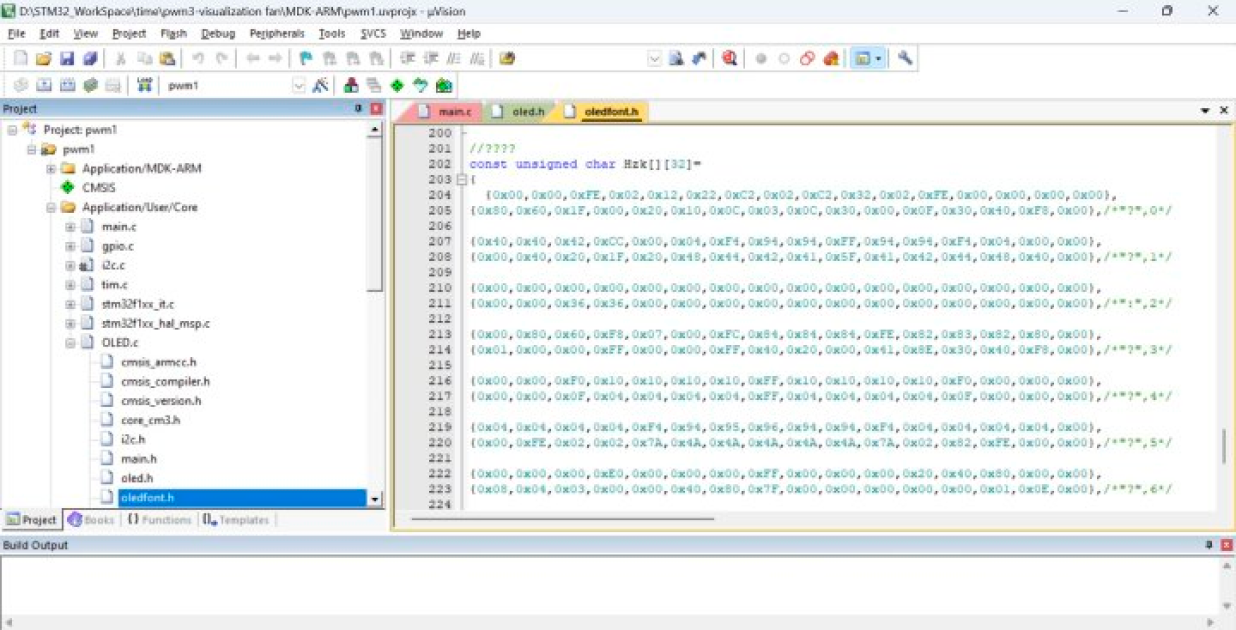 D:\STM32_WorkSpace\time\pwm3-visualization fan\MDK-ARM\pwm1.uvprojx - µVision
File Edit View Project Flash Debug Peripherals Tools SVCS Window Help
pwm1
Project
Project: pwm1
pwm1
Application/MDK-ARM
CMSIS
Application/User/Core
main.c
gpio.c
i2c.c
tim.c
stm32f1xx_it.c
stm32f1xx_hal_msp.c
OLED.c
cmsis_armcc.h
cmsis_compiler.h
cmsis_version.h
core_cm3.h
i2c.h
main.h
oled.h
oledfont.h
Project Books {} Functions Templates
main.c oled.h oledfont.h
200
201 //????
202 const unsigned char Hzk[][32]=
203 {
204 {0x00,0x00,0xFE,0x02,0x12,0x22,0xC2,0x02,0xC2,0x32,0x02,0xFE,0x00,0x00,0x00,0x00},
205 {0x80,0x60,0x1F,0x00,0x20,0x10,0x0C,0x03,0x0C,0x30,0x00,0x0F,0x30,0x40,0xF8,0x00},/*"?",0*/
206
207 {0x40,0x40,0x42,0xCC,0x00,0x04,0xF4,0x94,0x94,0xFF,0x94,0x94,0xF4,0x04,0x00,0x00},
208 {0x00,0x40,0x20,0x1F,0x20,0x48,0x44,0x42,0x41,0x5F,0x41,0x42,0x44,0x48,0x40,0x00},/*"?",1*/
209
210 {0x00,0x00,0x00,0x00,0x00,0x00,0x00,0x00,0x00,0x00,0x00,0x00,0x00,0x00,0x00,0x00},
211 {0x00,0x00,0x36,0x36,0x00,0x00,0x00,0x00,0x00,0x00,0x00,0x00,0x00,0x00,0x00,0x00},/*":",2*/
212
213 {0x00,0x80,0x60,0xF8,0x07,0x00,0xFC,0x84,0x84,0x84,0xFE,0x82,0x83,0x82,0x80,0x00},
214 {0x01,0x00,0x00,0xFF,0x00,0x00,0xFF,0x40,0x20,0x00,0x41,0x8E,0x30,0x40,0xF8,0x00},/*"?",3*/
215
216 {0x00,0x00,0xF0,0x10,0x10,0x10,0x10,0xFF,0x10,0x10,0x10,0x10,0xF0,0x00,0x00,0x00},
217 {0x00,0x00,0x0F,0x04,0x04,0x04,0x04,0xFF,0x04,0x04,0x04,0x04,0x0F,0x00,0x00,0x00},/*"?",4*/
218
219 {0x04,0x04,0x04,0x04,0xF4,0x94,0x95,0x96,0x94,0x94,0xF4,0x04,0x04,0x04,0x04,0x00},
220 {0x00,0xFE,0x02,0x02,0x7A,0x4A,0x4A,0x4A,0x4A,0x4A,0x7A,0x02,0x82,0xFE,0x00,0x00},/*"?",5*/
221
222 {0x00,0x00,0x00,0xE0,0x00,0x00,0x00,0xFF,0x00,0x00,0x00,0x20,0x40,0x80,0x00,0x00},
223 {0x08,0x04,0x03,0x00,0x00,0x40,0x80,0x7F,0x00,0x00,0x00,0x00,0x00,0x01,0x0E,0x00},/*"?",6*/
224
Build Output